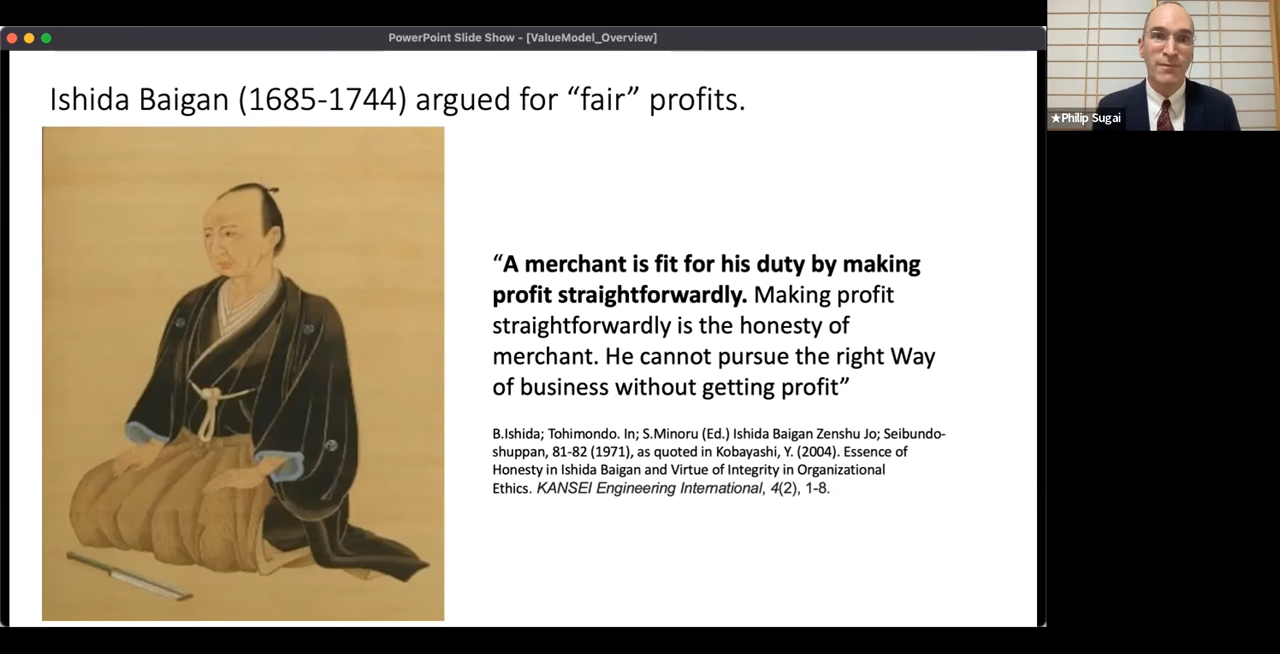 PowerPoint Slide Show - [ValueModel_Overview]
Ishida Baigan (1685-1744) argued for “fair” profits.
“A merchant is fit for his duty by making
profit straightforwardly. Making profit
straightforwardly is the honesty of
merchant. He cannot pursue the right Way
of business without getting profit”
B.Ishida; Tohimondo. In; S.Minoru (Ed.) Ishida Baigan Zenshu Jo; Seibundo-
shuppan, 81-82 (1971), as quoted in Kobayashi, Y. (2004). Essence of
Honesty in Ishida Baigan and Virtue of Integrity in Organizational
Ethics. KANSEI Engineering International, 4(2), 1-8.
★Philip Sugai